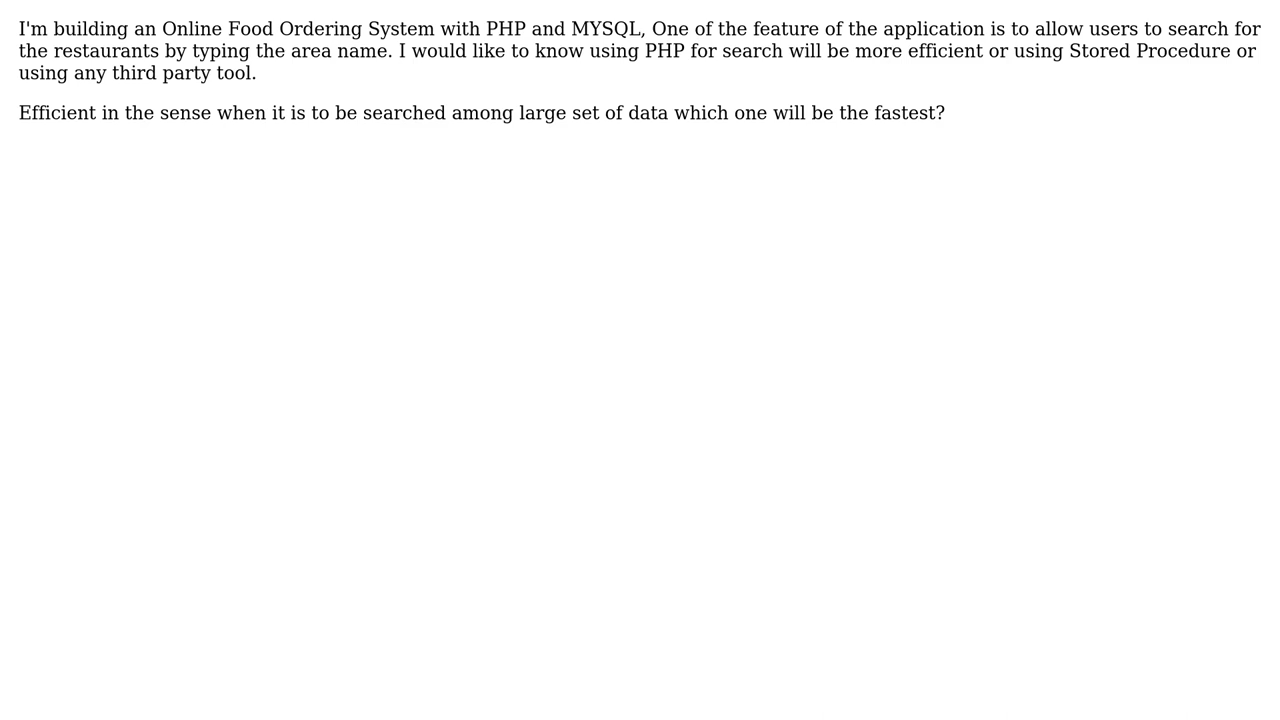 I'm building an Online Food Ordering System with PHP and MYSQL, One of the feature of the application is to allow users to search for
the restaurants by typing the area name. I would like to know using PHP for search will be more efficient or using Stored Procedure or
using any third party tool.
Efficient in the sense when it is to be searched among large set of data which one will be the fastest?